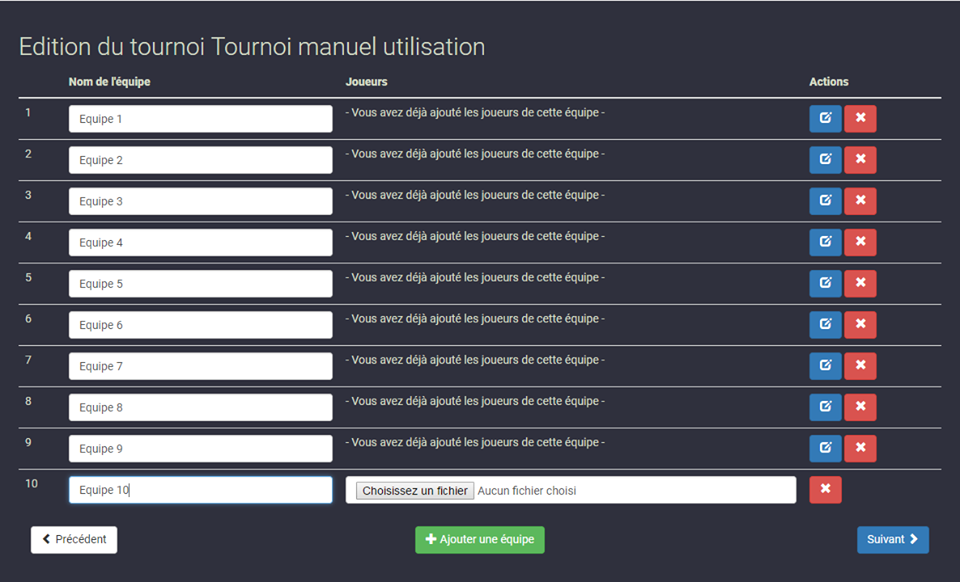 Edition du tournoi Tournoi manuel utilisation
Nom de l'équipe Joueurs Actions
1 Equipe 1 - Vous avez déjà ajouté les joueurs de cette équipe -
2 Equipe 2 - Vous avez déjà ajouté les joueurs de cette équipe -
3 Equipe 3 - Vous avez déjà ajouté les joueurs de cette équipe -
4 Equipe 4 - Vous avez déjà ajouté les joueurs de cette équipe -
5 Equipe 5 - Vous avez déjà ajouté les joueurs de cette équipe -
6 Equipe 6 - Vous avez déjà ajouté les joueurs de cette équipe -
7 Equipe 7 - Vous avez déjà ajouté les joueurs de cette équipe -
8 Equipe 8 - Vous avez déjà ajouté les joueurs de cette équipe -
9 Equipe 9 - Vous avez déjà ajouté les joueurs de cette équipe -
10 Equipe 10 Choisissez un fichier Aucun fichier choisi
Précédent Ajouter une équipe Suivant